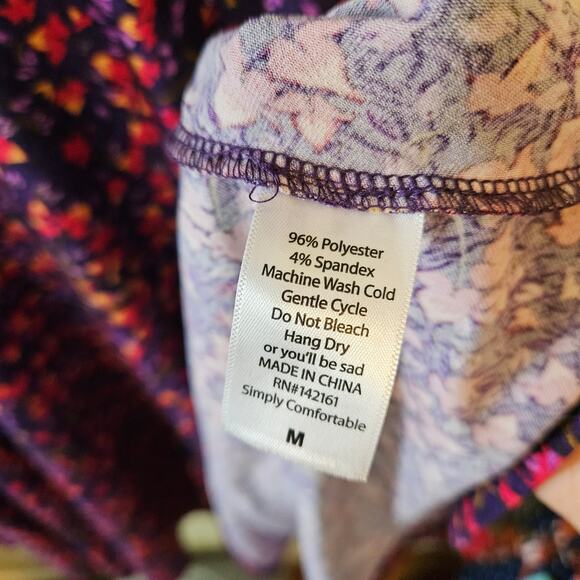 96% Polyester
4% Spandex
Machine Wash Cold
Gentle Cycle
Do Not Bleach
Hang Dry
or you'll be sad
MADE IN CHINA
RN#142161
Simply Comfortable
M